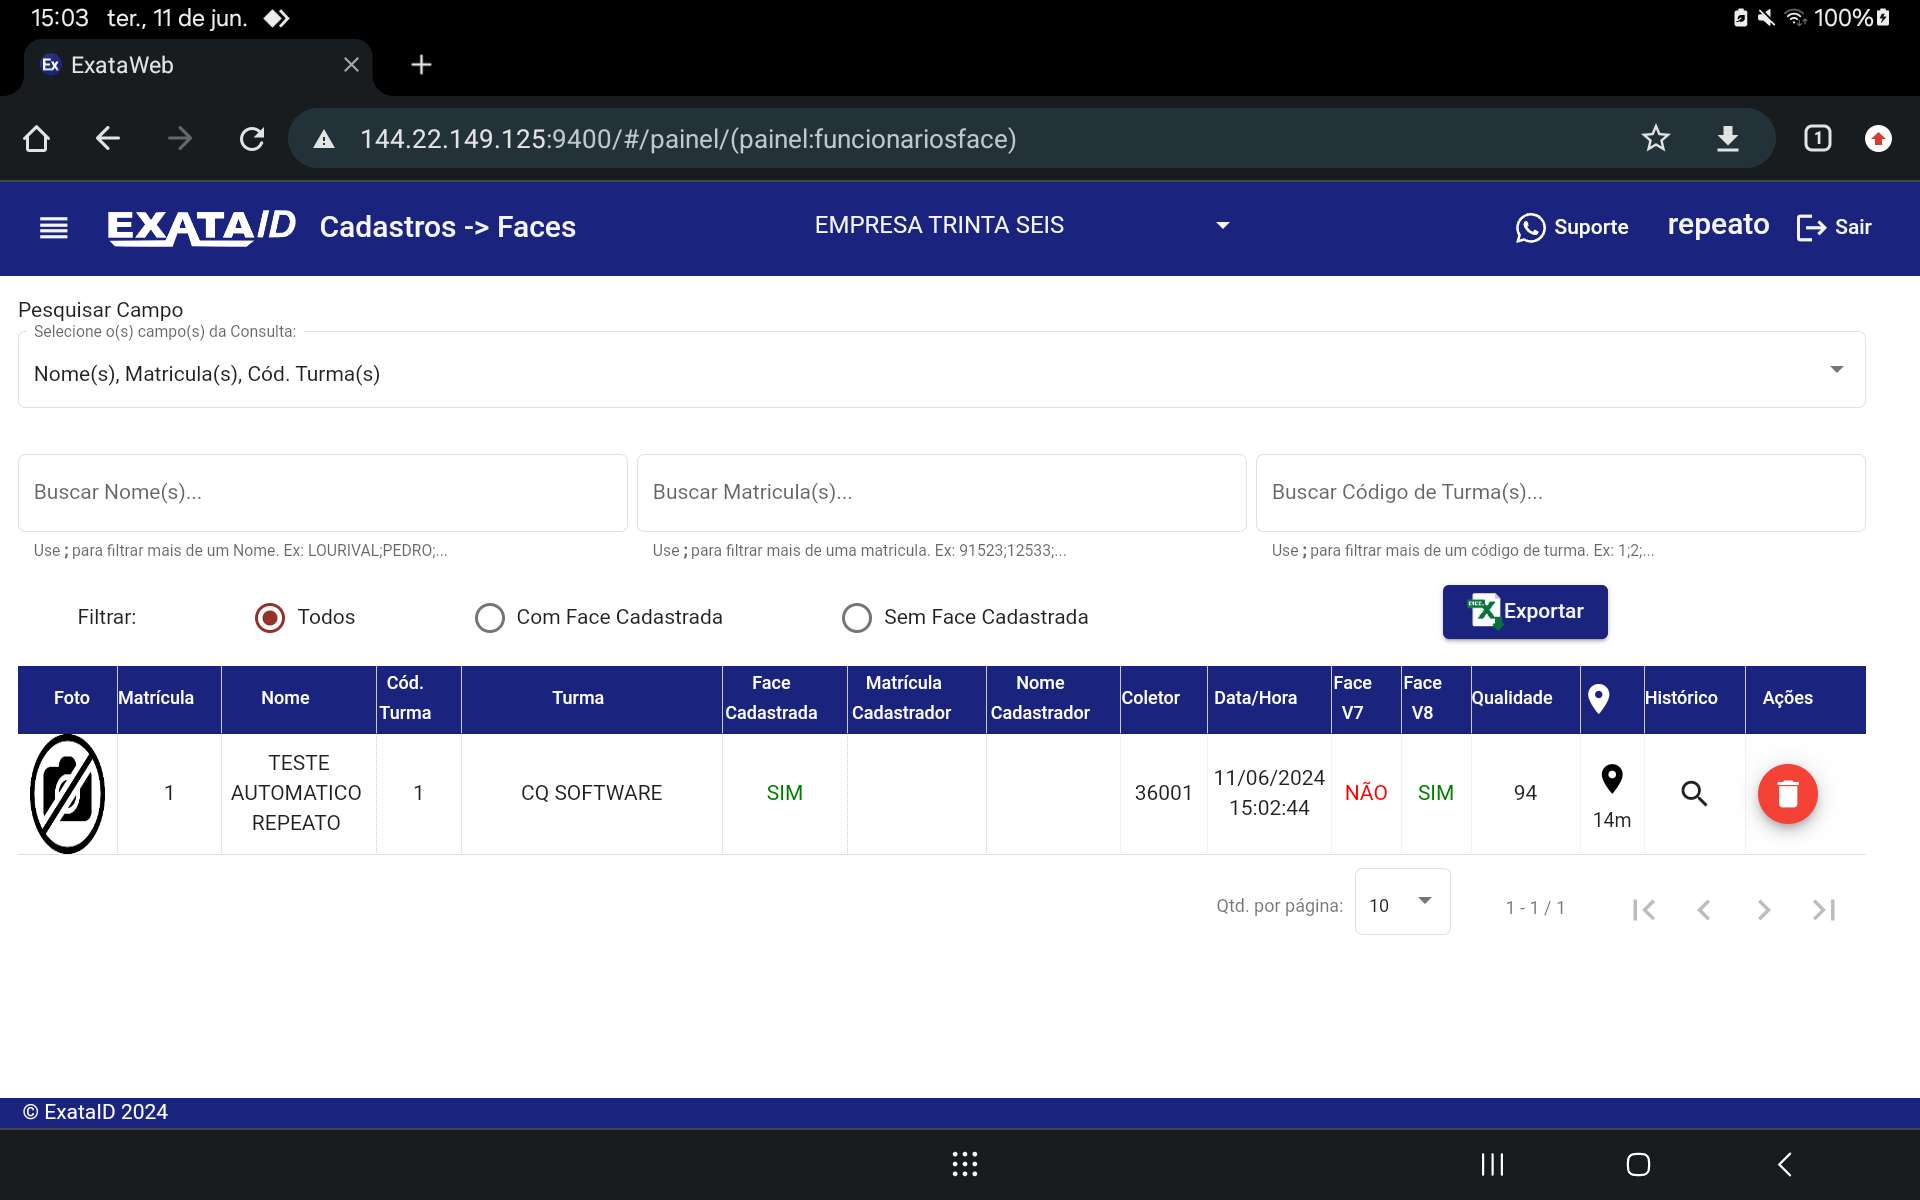 15:03 ter., 11 de jun. 100%
Ex ExataWeb
144.22.149.125:9400/#/painel/(painel:funcionariosface) 1
EXATA ID Cadastros -> Faces EMPRESA TRINTA SEIS Suporte repeato Sair
Pesquisar Campo
Selecione o(s) campo(s) da Consulta:
Nome(s), Matricula(s), Cód. Turma(s)
Buscar Nome(s)... Buscar Matricula(s)... Buscar Código de Turma(s)...
Use ; para filtrar mais de um Nome. Ex: LOURIVAL;PEDRO;... Use ; para filtrar mais de uma matricula. Ex: 91523;12533;... Use ; para filtrar mais de um código de turma. Ex: 1;2;...
Filtrar: Todos Com Face Cadastrada Sem Face Cadastrada Exportar
Foto Matrícula Nome Cód. Turma Turma Face Cadastrada Matrícula Cadastrador Nome Cadastrador Coletor Data/Hora Face V7 Face V8 Qualidade Histórico Ações
1 TESTE AUTOMATICO REPEATO 1 CQ SOFTWARE SIM 36001 11/06/2024 15:02:44 NÃO SIM 94 14m
Qtd. por página: 10 1 - 1 / 1
© ExataID 2024